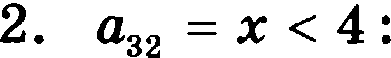 2. a₃₂ = x < 4 :